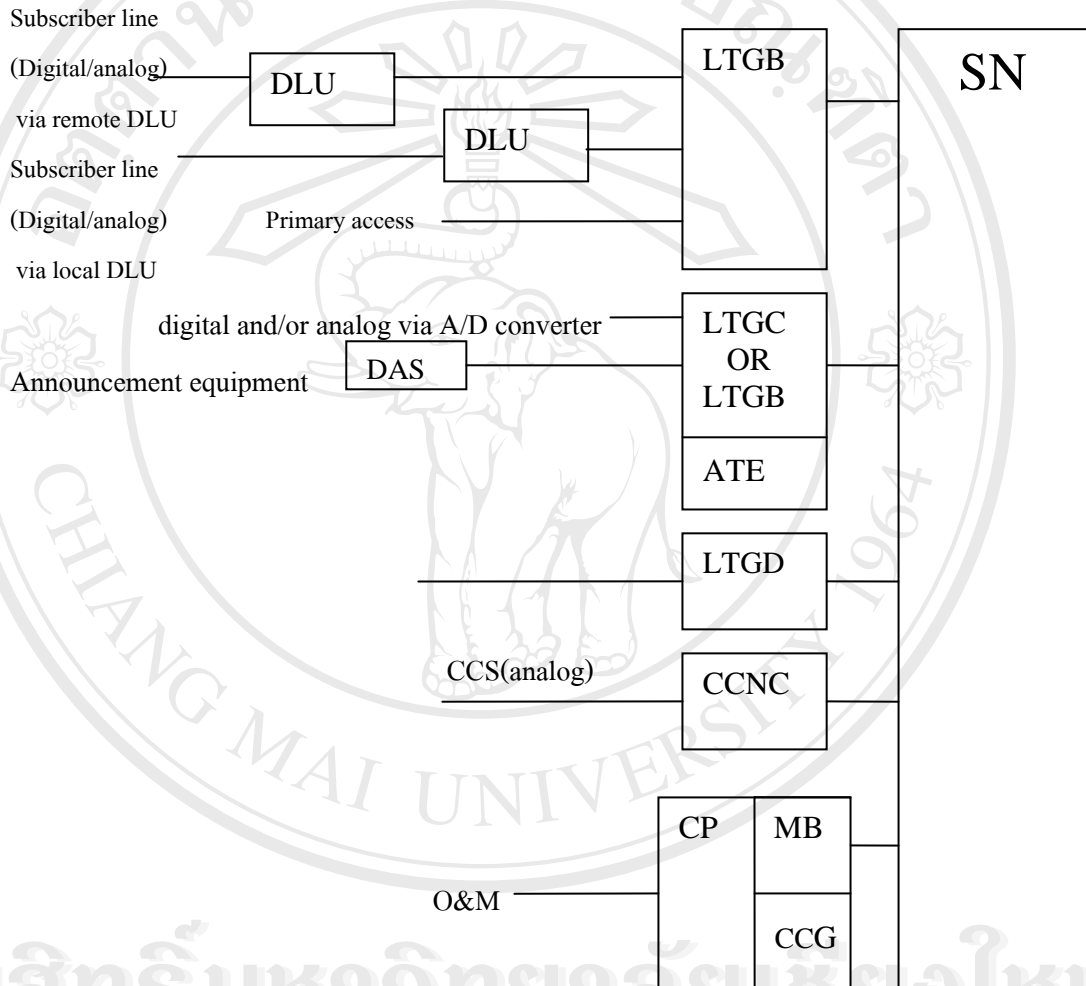 Subscriber line
(Digital/analog)
via remote DLU
Subscriber line
(Digital/analog)
via local DLU
DLU
DLU
Primary access
LTGB
SN
digital and/or analog via A/D converter
Announcement equipment
DAS
LTGC
OR
LTGB
ATE
LTGD
CCS(analog)
CCNC
CP
MB
O&M
CCG
CHIANG MAI UNIVERSITY 1964